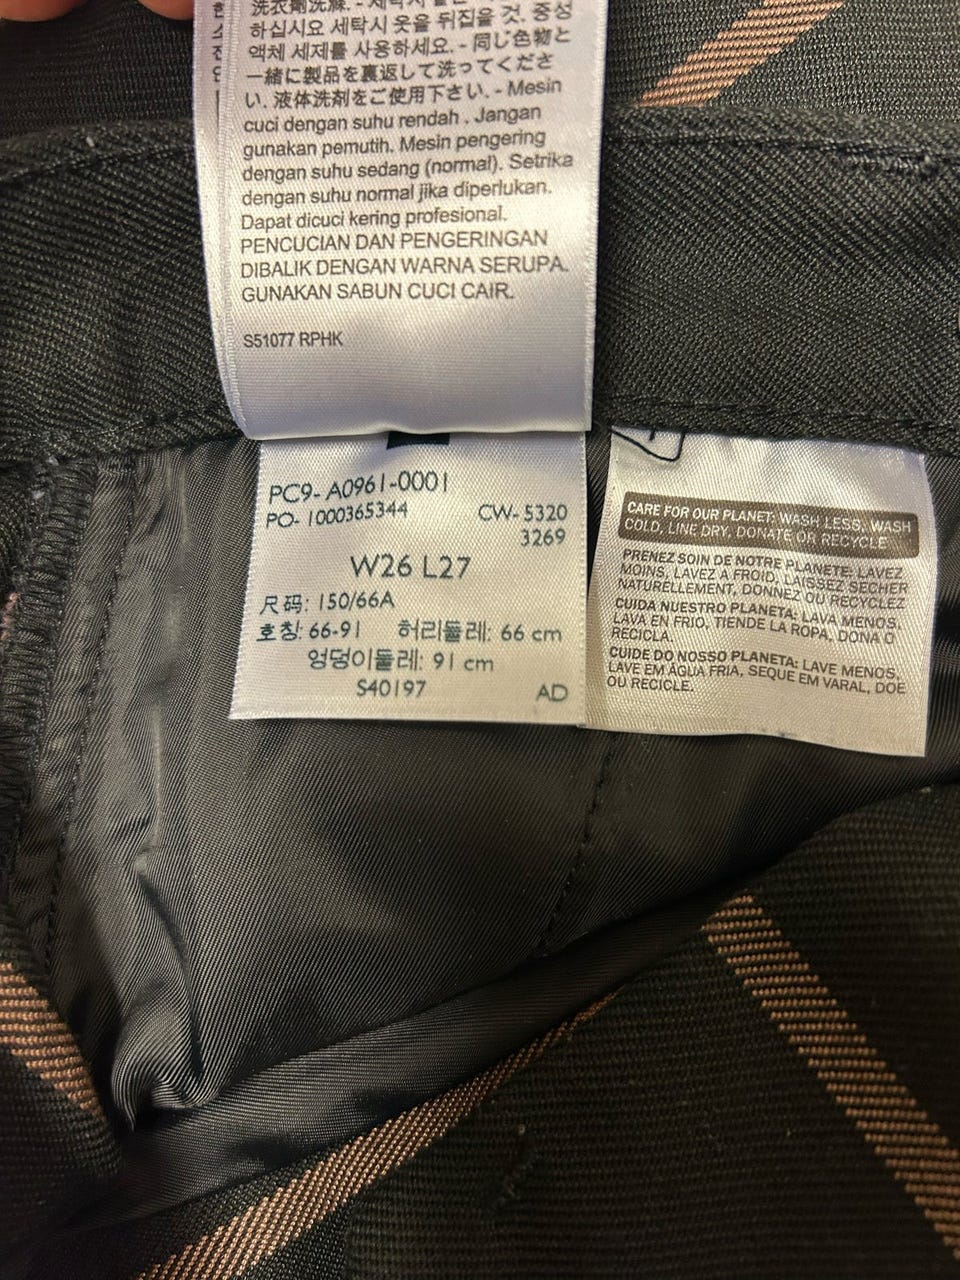 洗衣劑洗滌. - 세탁시
하십시요 세탁시 옷을 뒤집을 것. 중성
액체 세제를 사용하세요. - 同じ色物と
一緒に製品を裏返して洗ってくださ
い. 液体洗剤をご使用下さい. - Mesin
cuci dengan suhu rendah . Jangan
gunakan pemutih. Mesin pengering
dengan suhu sedang (normal). Setrika
dengan suhu normal jika diperlukan.
Dapat dicuci kering profesional.
PENCUCIAN DAN PENGERINGAN
DIBALIK DENGAN WARNA SERUPA.
GUNAKAN SABUN CUCI CAIR.
S51077 RPHK
PC9- A0961-0001
PO- 1000365344 CW- 5320
3269
W26 L27
尺码: 150/66A
호칭: 66-91 허리둘레: 66 cm
엉덩이둘레: 91 cm
S40197 AD
CARE FOR OUR PLANET: WASH LESS, WASH
COLD, LINE DRY, DONATE OR RECYCLE.
PRENEZ SOIN DE NOTRE PLANETE: LAVEZ
MOINS, LAVEZ A FROID, LAISSEZ SECHER
NATURELLEMENT, DONNEZ OU RECYCLEZ
CUIDA NUESTRO PLANETA: LAVA MENOS,
LAVA EN FRIO, TIENDE LA ROPA, DONA O
RECICLA.
CUIDE DO NOSSO PLANETA: LAVE MENOS,
LAVE EM ÁGUA FRIA, SEQUE EM VARAL, DOE
OU RECICLE.